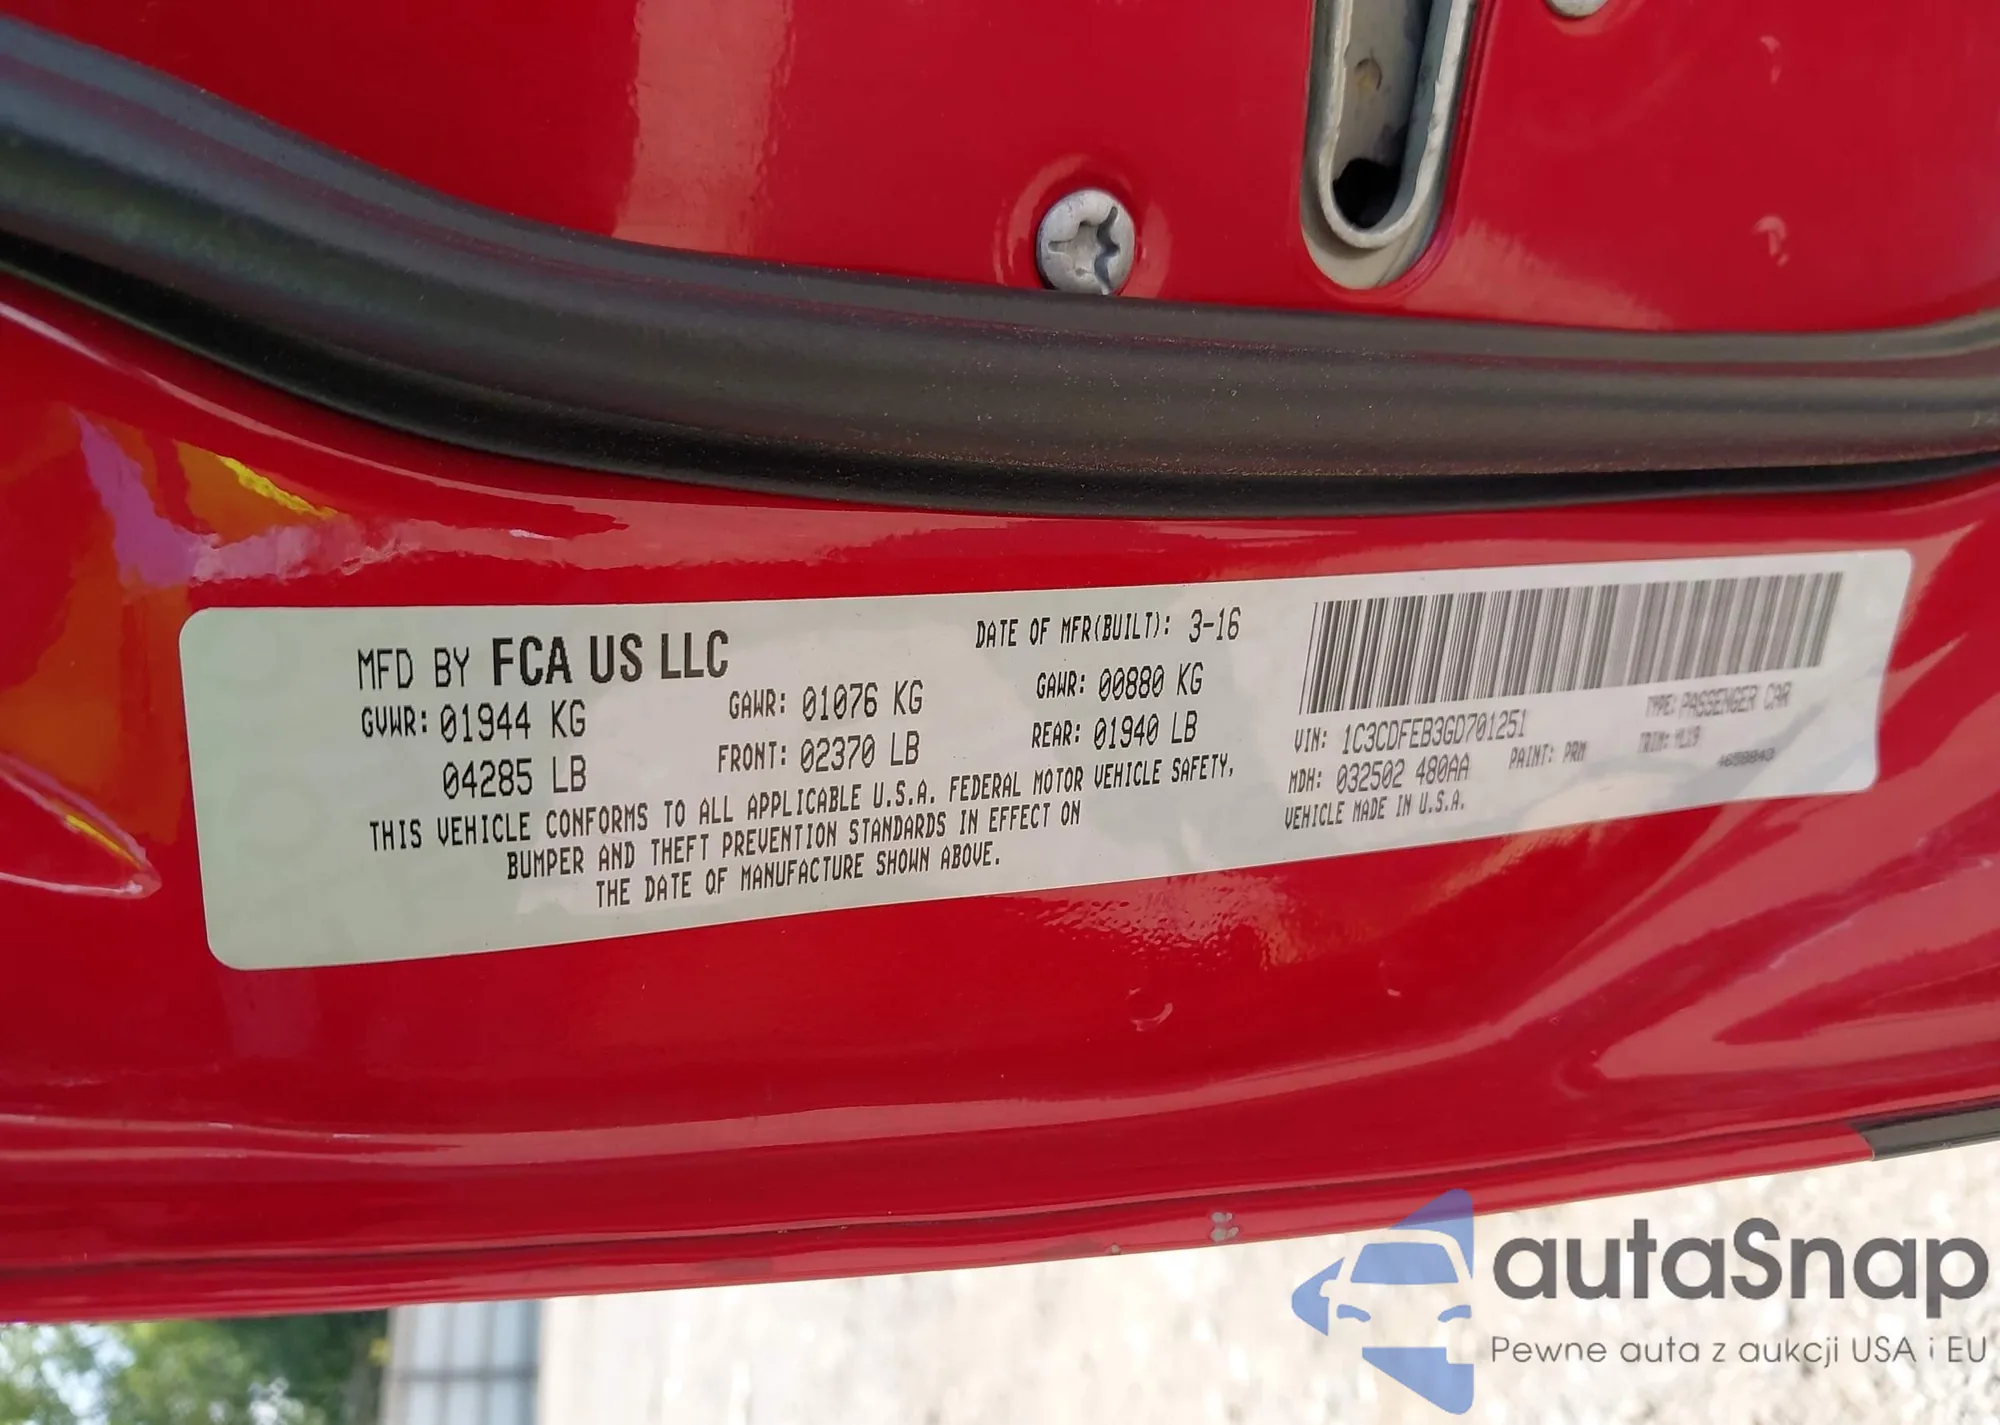 MFD BY FCA US LLC
DATE OF MFR(BUILT): 3-16
GVWR: 01944 KG
04285 LB
GAWR: 01076 KG
FRONT: 02370 LB
GAWR: 00880 KG
REAR: 01940 LB
THIS VEHICLE CONFORMS TO ALL APPLICABLE U.S.A. FEDERAL MOTOR VEHICLE SAFETY,
BUMPER AND THEFT PREVENTION STANDARDS IN EFFECT ON
THE DATE OF MANUFACTURE SHOWN ABOVE.
VIN: 1C3CDFEB3GD701251
TYPE: PASSENGER CAR
MDH: 032502 480AA
PAINT: PRM
TRIM:
VEHICLE MADE IN U.S.A.
autaSnap
Pewne auta z aukcji USA i EU